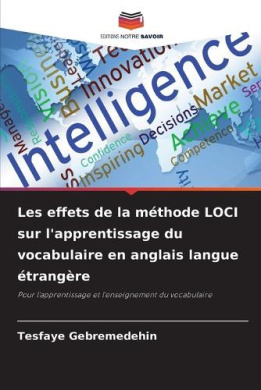 EDITIONS NOTRE SAVOIR
Innovation
Intelligence
Market
Decisions
Achieve
Confidence
Inspiring
Competence
Les effets de la méthode LOCI
sur l'apprentissage du
vocabulaire en anglais langue
étrangère
Pour l'apprentissage et l'enseignement du vocabulaire
Tesfaye Gebremedehin